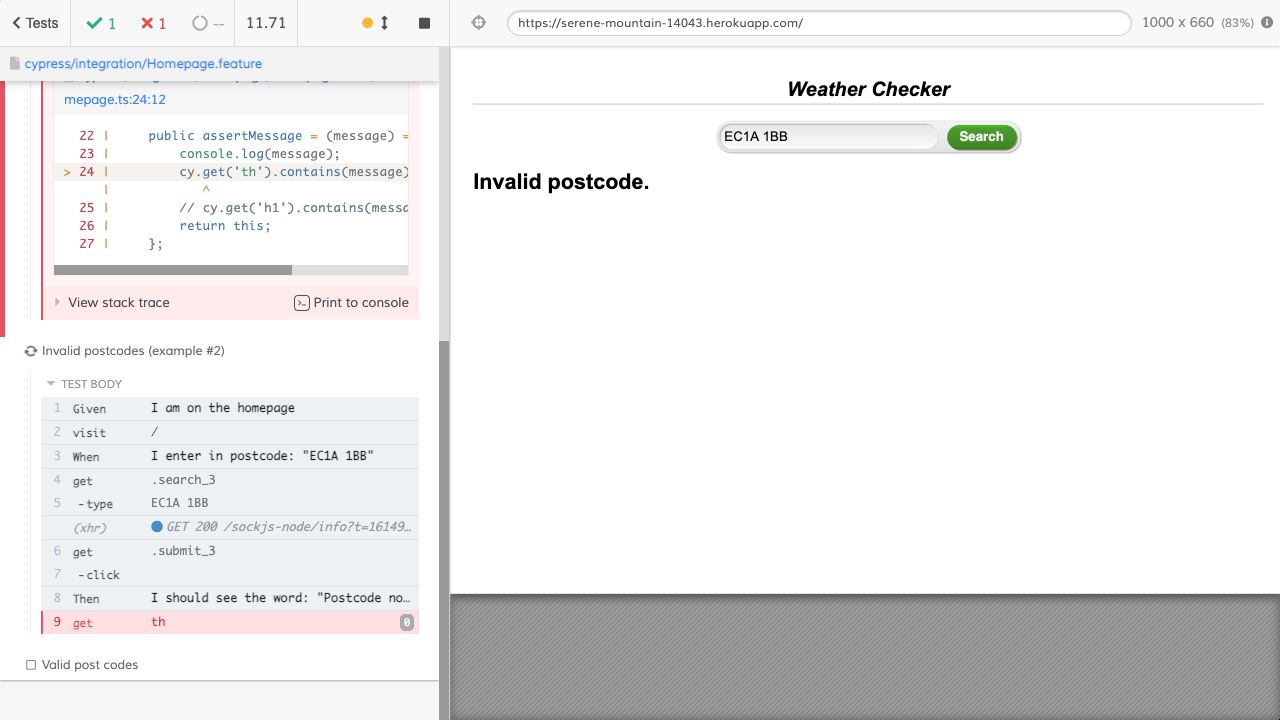 Tests
1
1
--
11.71
https://serene-mountain-14043.herokuapp.com/
1000 x 660 (83%)
cypress/integration/Homepage.feature
mepage.ts:24:12
22 | public assertMessage = (message) =
23 | console.log(message);
> 24 | cy.get('th').contains(message)
| ^
25 | // cy.get('h1').contains(messa
26 | return this;
27 | };
View stack trace
Print to console
Invalid postcodes (example #2)
TEST BODY
1 Given I am on the homepage
2 visit /
3 When I enter in postcode: "EC1A 1BB"
4 get .search_3
5 -type EC1A 1BB
(xhr) GET 200 /sockjs-node/info?t=16149…
6 get .submit_3
7 -click
8 Then I should see the word: "Postcode no…
9 get th 0
Valid post codes
Weather Checker
EC1A 1BB
Search
Invalid postcode.